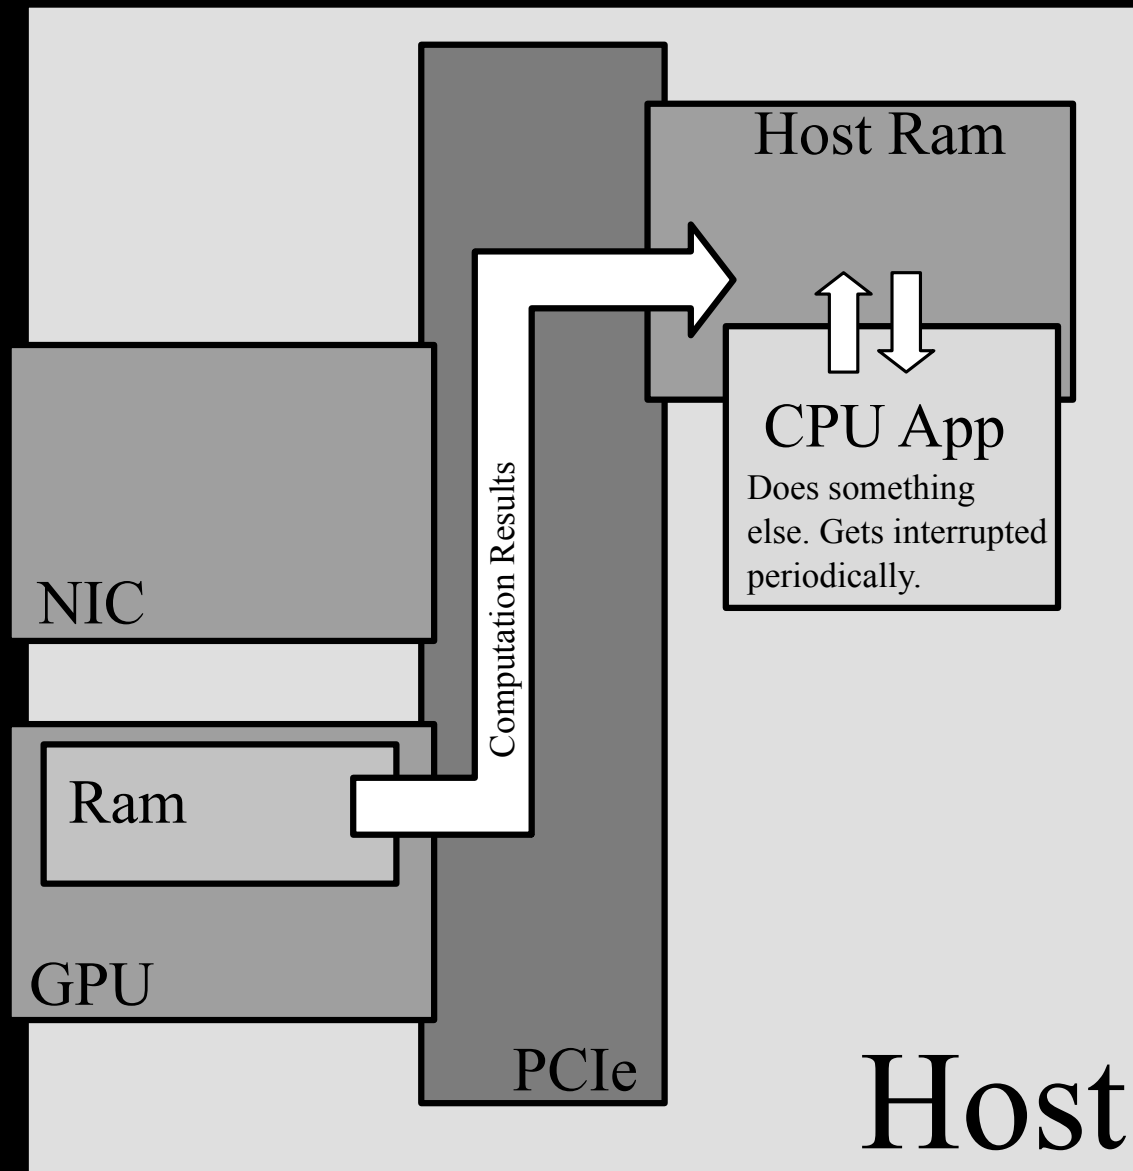 Host Ram
CPU App
Does something
else. Gets interrupted
periodically.
Computation Results
NIC
Ram
GPU
PCIe
Host